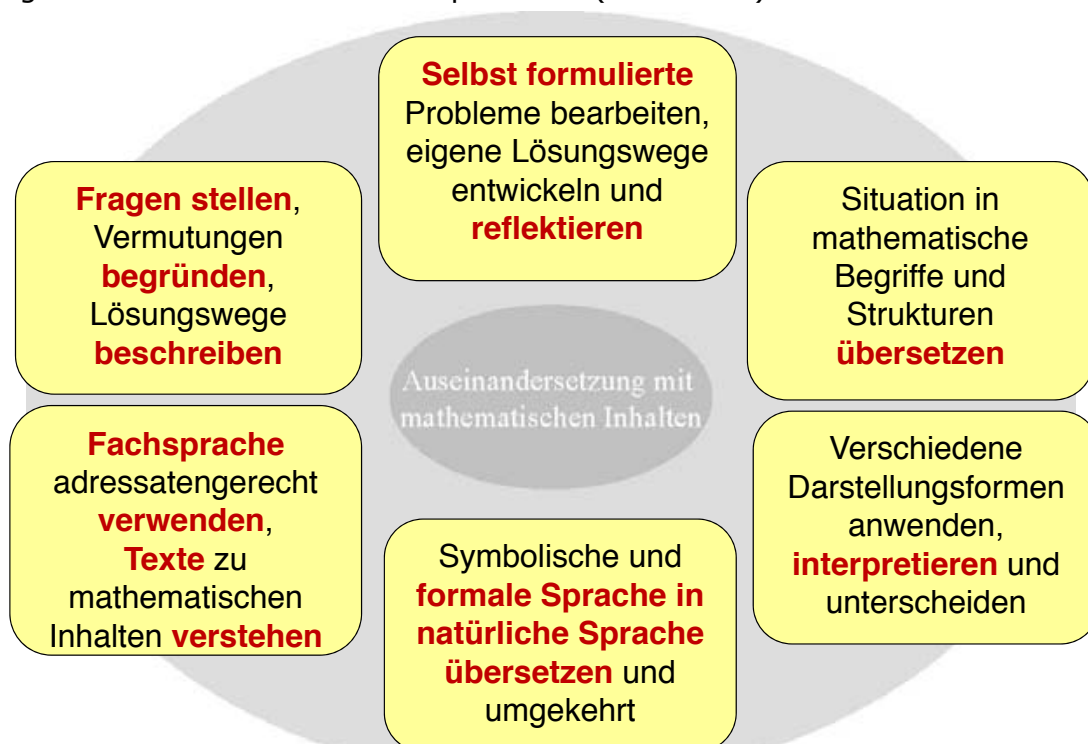 Selbst formulierte
Probleme bearbeiten,
eigene Lösungswege
entwickeln und
reflektieren
Fragen stellen,
Vermutungen
begründen,
Lösungswege
beschreiben
Situation in
mathematische
Begriffe und
Strukturen
übersetzen
Auseinandersetzung mit
mathematischen Inhalten
Fachsprache
adressatengerecht
verwenden,
Texte zu
mathematischen
Inhalten verstehen
Verschiedene
Darstellungsformen
anwenden,
interpretieren und
unterscheiden
Symbolische und
formale Sprache in
natürliche Sprache
übersetzen und
umgekehrt